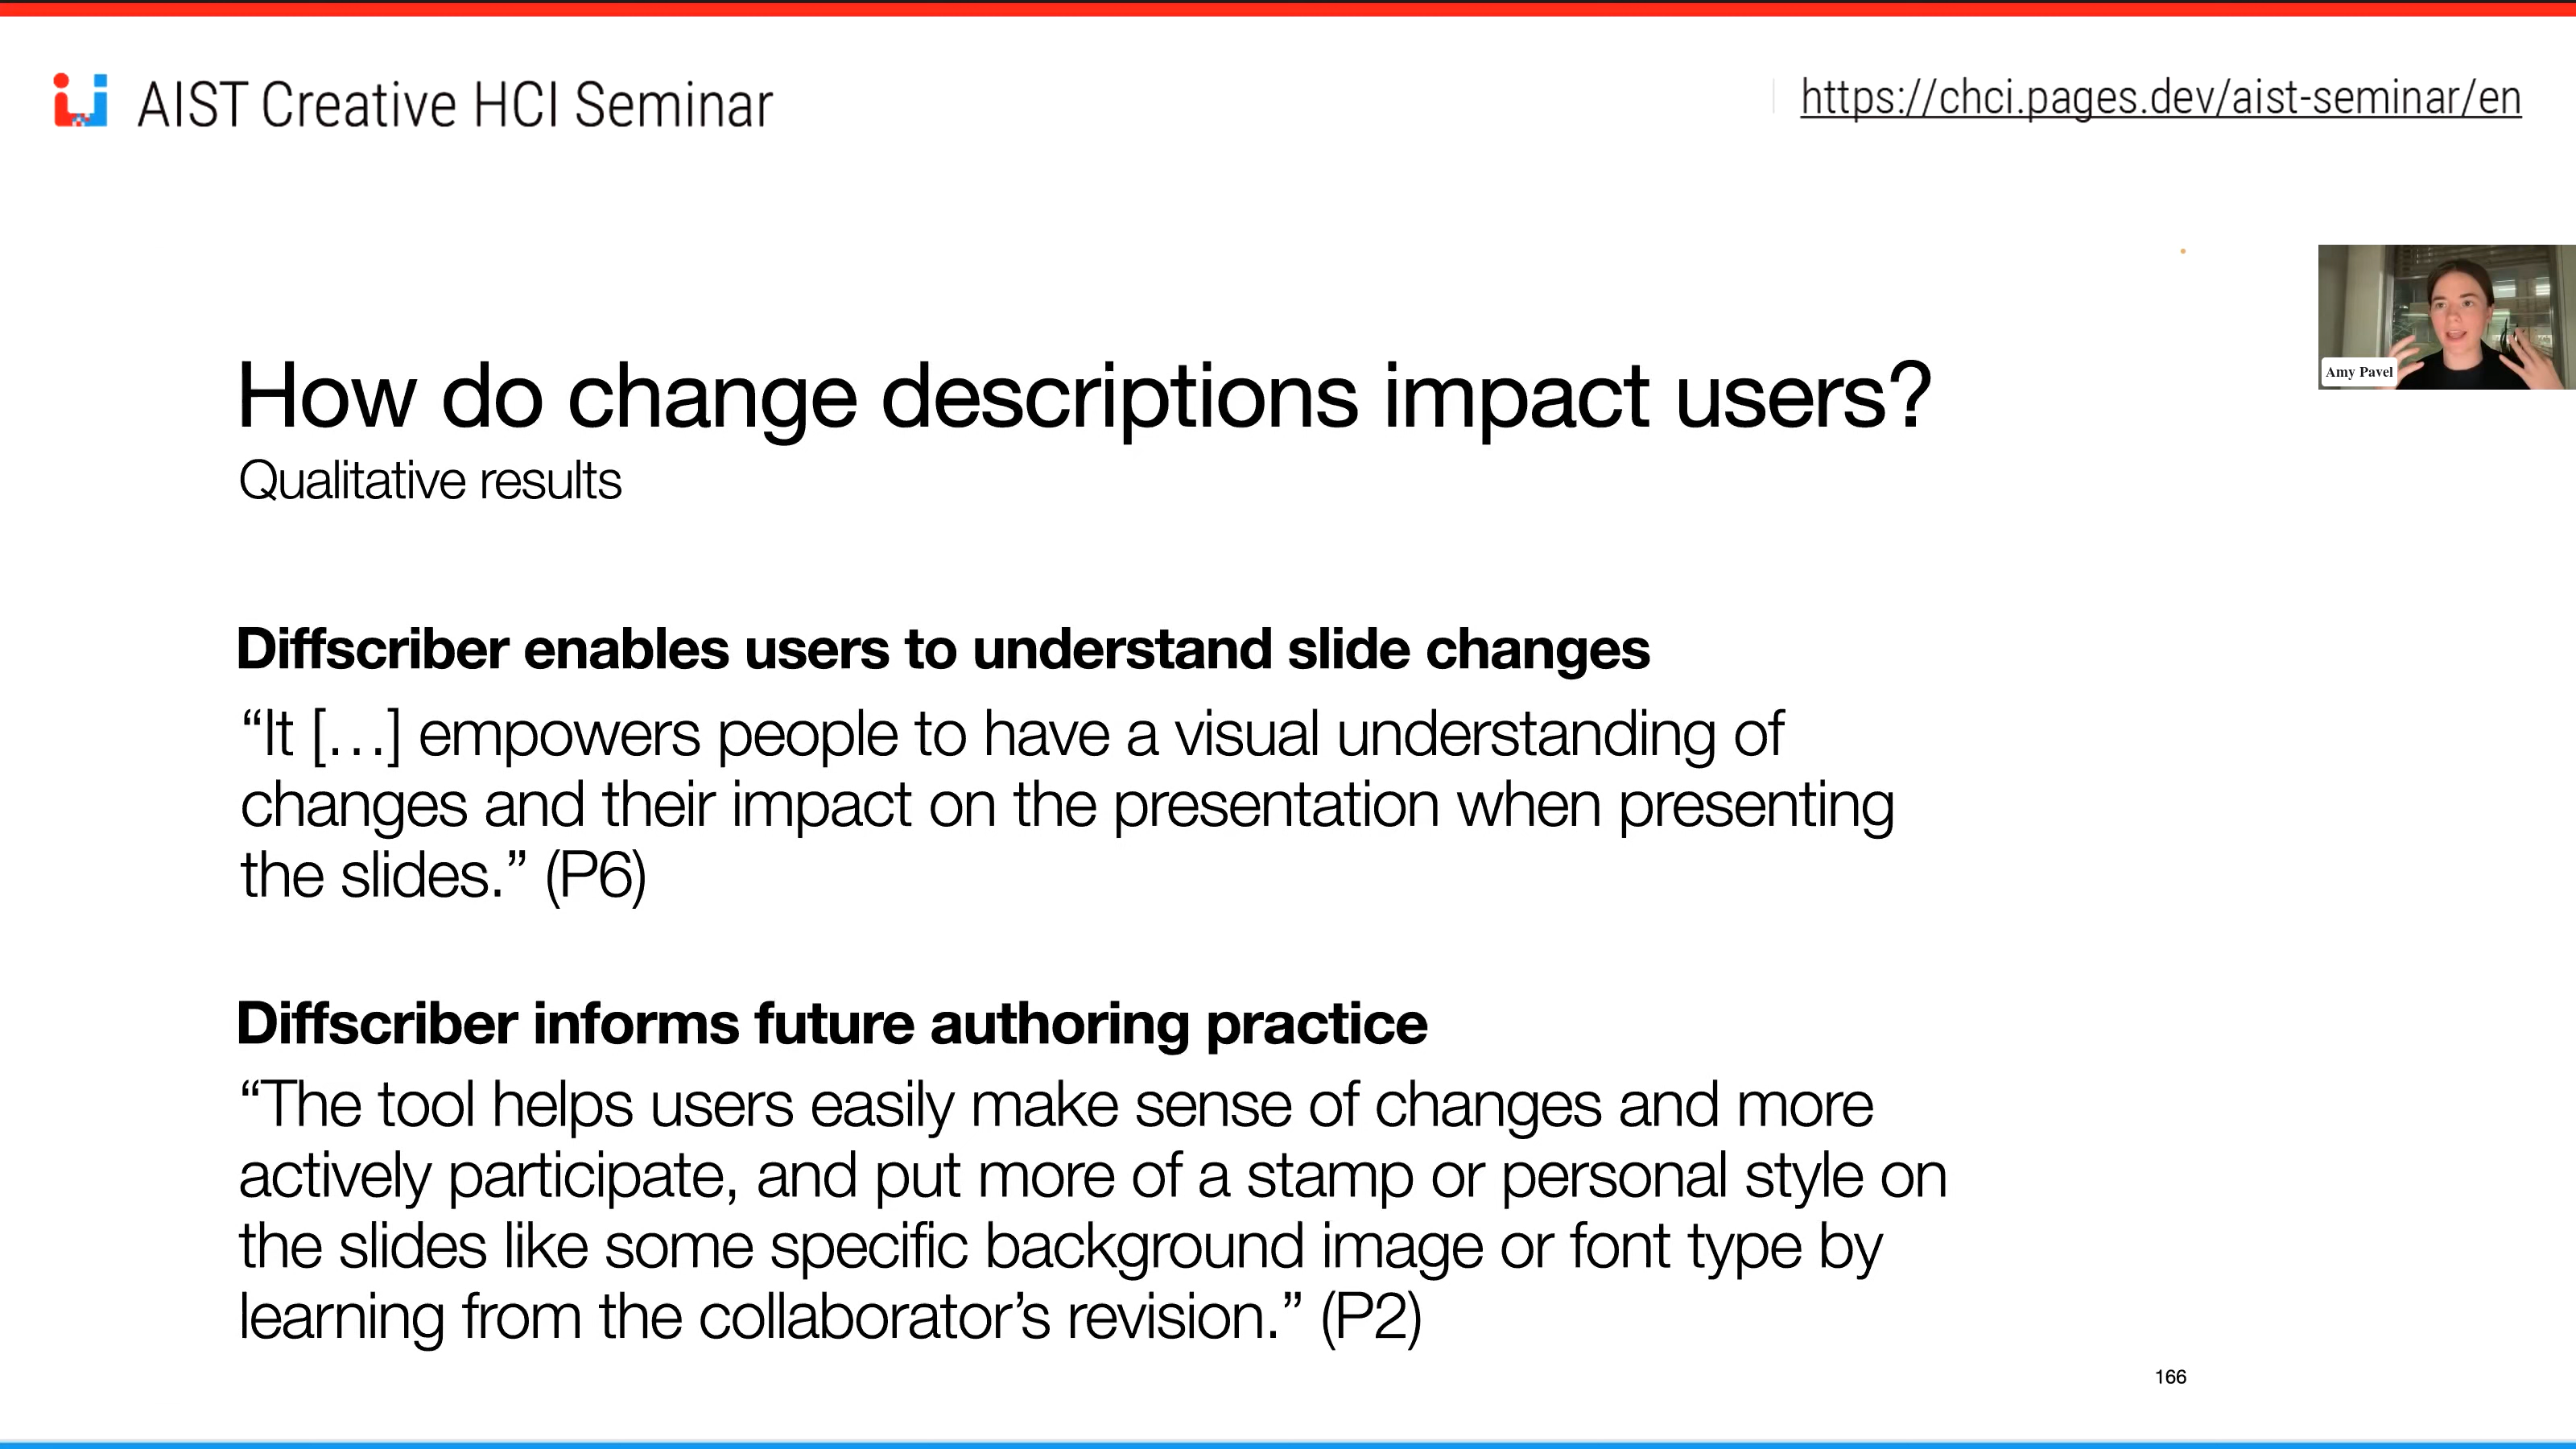 AIST Creative HCI Seminar
https://chci.pages.dev/aist-seminar/en
Amy Pavel
How do change descriptions impact users?
Qualitative results
Diffscriber enables users to understand slide changes
“It […] empowers people to have a visual understanding of
changes and their impact on the presentation when presenting
the slides.” (P6)
Diffscriber informs future authoring practice
“The tool helps users easily make sense of changes and more
actively participate, and put more of a stamp or personal style on
the slides like some specific background image or font type by
learning from the collaborator’s revision.” (P2)
166